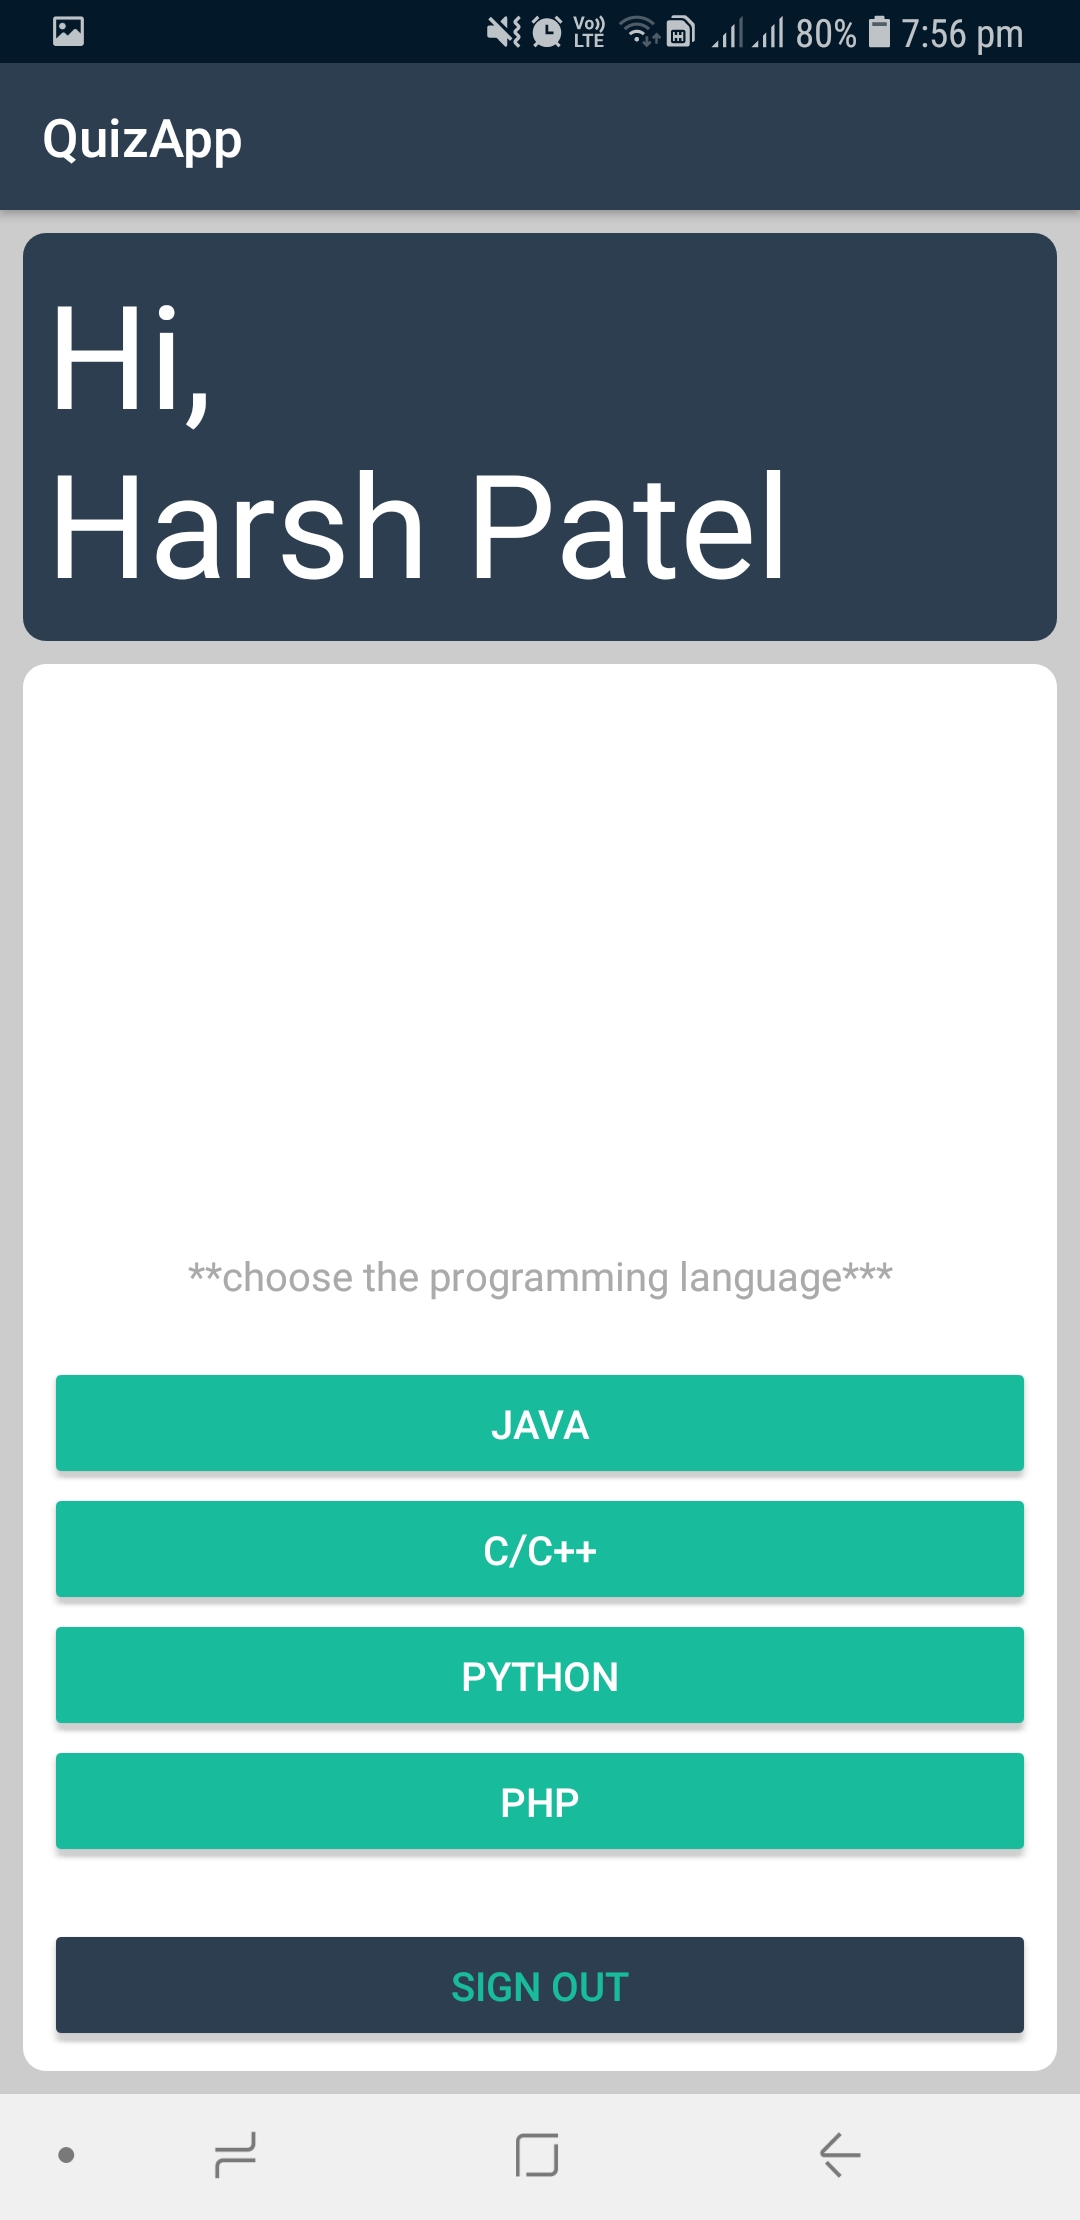 Vo)) LTE 80% 7:56 pm
QuizApp
Hi,
Harsh Patel
**choose the programming language***
JAVA
C/C++
PYTHON
PHP
SIGN OUT